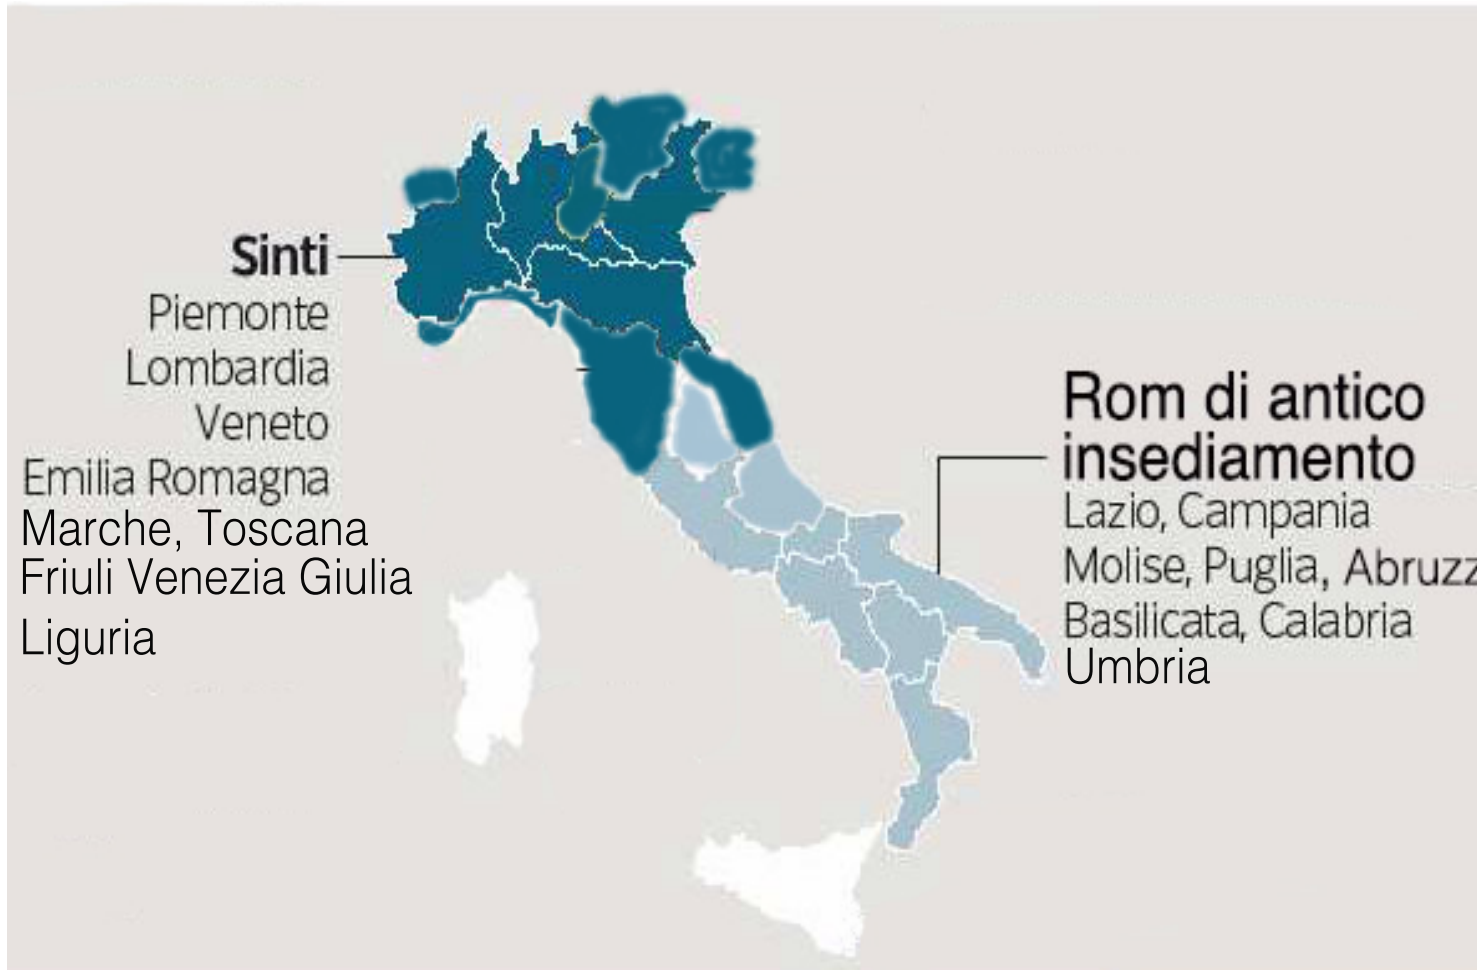 Sinti
Piemonte
Lombardia
Veneto
Emilia Romagna
Marche, Toscana
Friuli Venezia Giulia
Liguria
Rom di antico
insediamento
Lazio, Campania
Molise, Puglia, Abruzz
Basilicata, Calabria
Umbria